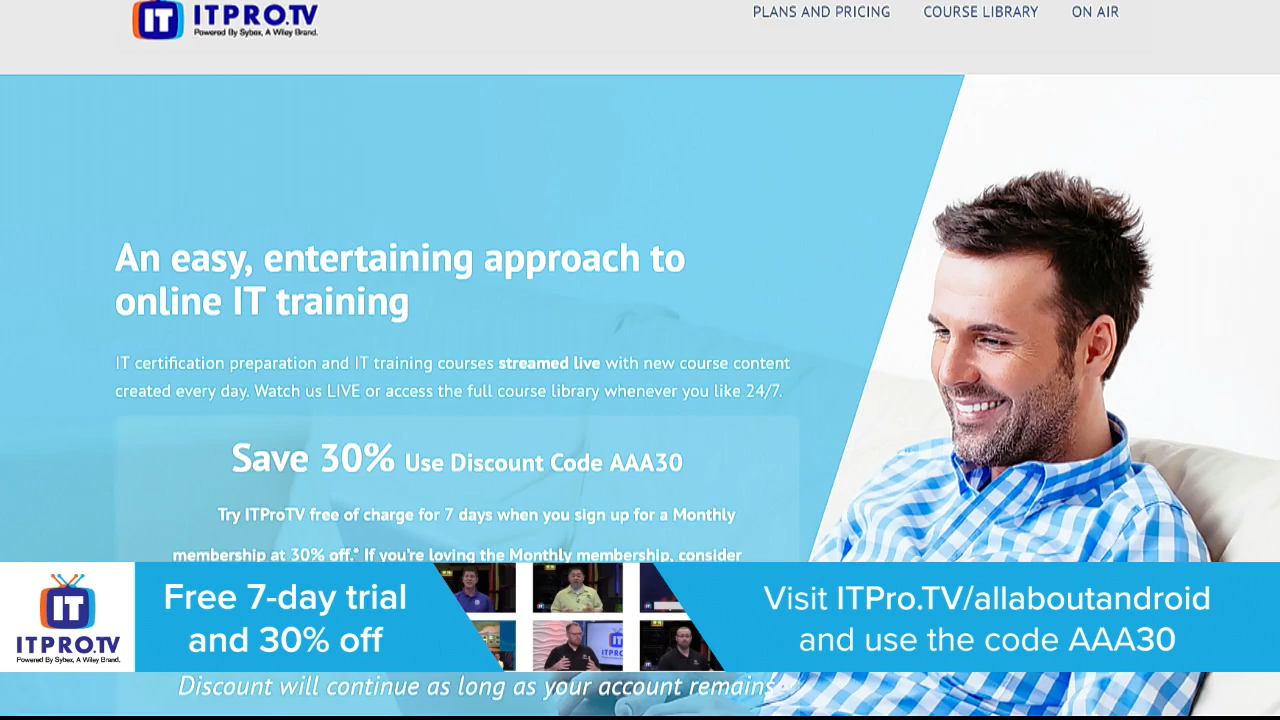 IT ITPRO.TV
Powered By Sybex, A Wiley Brand.
PLANS AND PRICING COURSE LIBRARY ON AIR
An easy, entertaining approach to
online IT training
IT certification preparation and IT training courses streamed live with new course content
created every day. Watch us LIVE or access the full course library whenever you like 24/7.
Save 30% Use Discount Code AAA30
Try ITProTV free of charge for 7 days when you sign up for a Monthly
membership at 30% off.* If you're loving the Monthly membership, consider
IT
ITPRO.TV
Powered By Sybex, A Wiley Brand.
Free 7-day trial
and 30% off
Visit ITPro.TV/allaboutandroid
and use the code AAA30
Discount will continue as long as your account remains